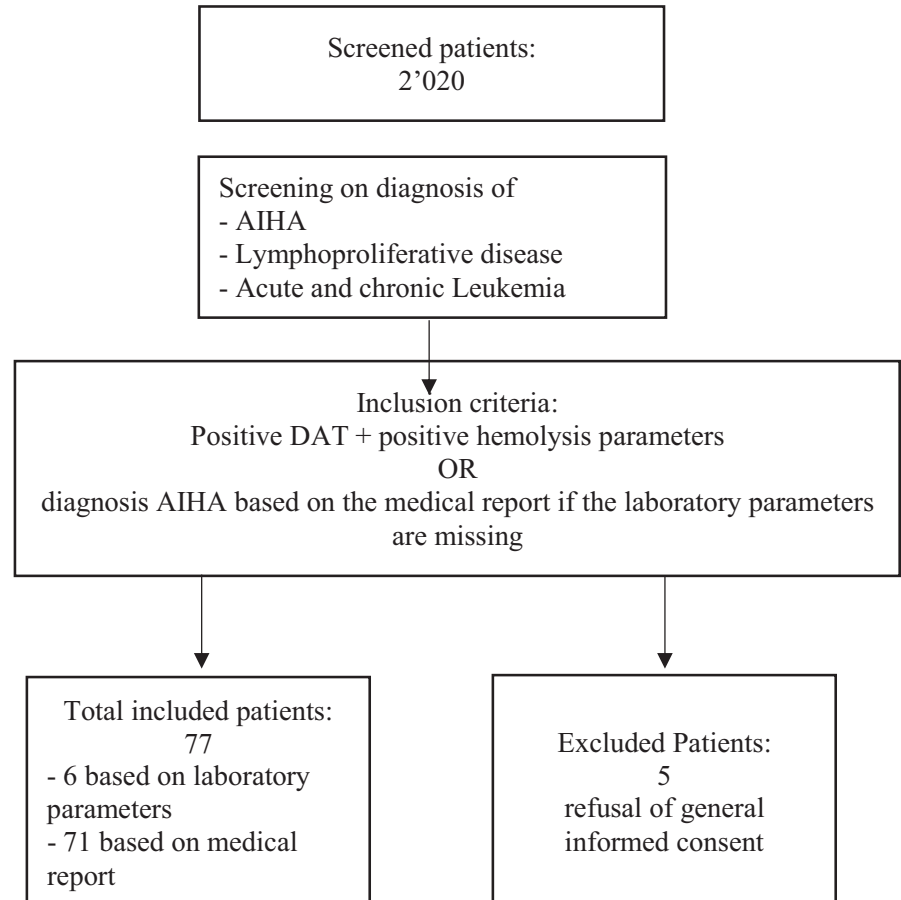 Screened patients:
2’020
Screening on diagnosis of
- AIHA
- Lymphoproliferative disease
- Acute and chronic Leukemia
Inclusion criteria:
Positive DAT + positive hemolysis parameters
OR
diagnosis AIHA based on the medical report if the laboratory parameters
are missing
Total included patients:
77
- 6 based on laboratory
parameters
- 71 based on medical
report
Excluded Patients:
5
refusal of general
informed consent